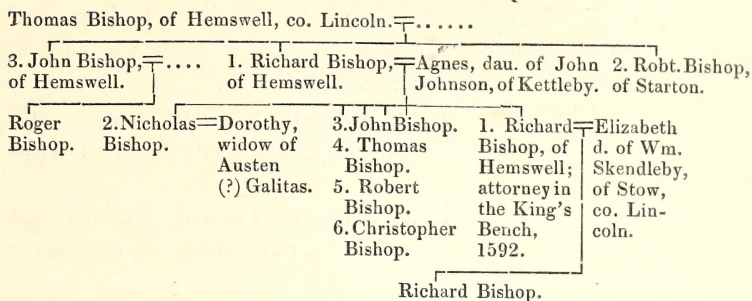 Thomas Bishop, of Hemswell, co. Lincoln.=......
3. John Bishop,=....
of Hemswell.
1. Richard Bishop,=Agnes, dau. of John
of Hemswell. Johnson, of Kettleby.
2. Robt. Bishop,
of Starton.
Roger
Bishop.
2. Nicholas=Dorothy,
Bishop. widow of
Austen
(?) Galitas.
3. John Bishop.
4. Thomas
Bishop.
5. Robert
Bishop.
6. Christopher
Bishop.
1. Richard=Elizabeth
Bishop, of d. of Wm.
Hemswell; Skendleby,
attorney in of Stow,
the King's co. Lin-
Bench, coln.
1592.
Richard Bishop.